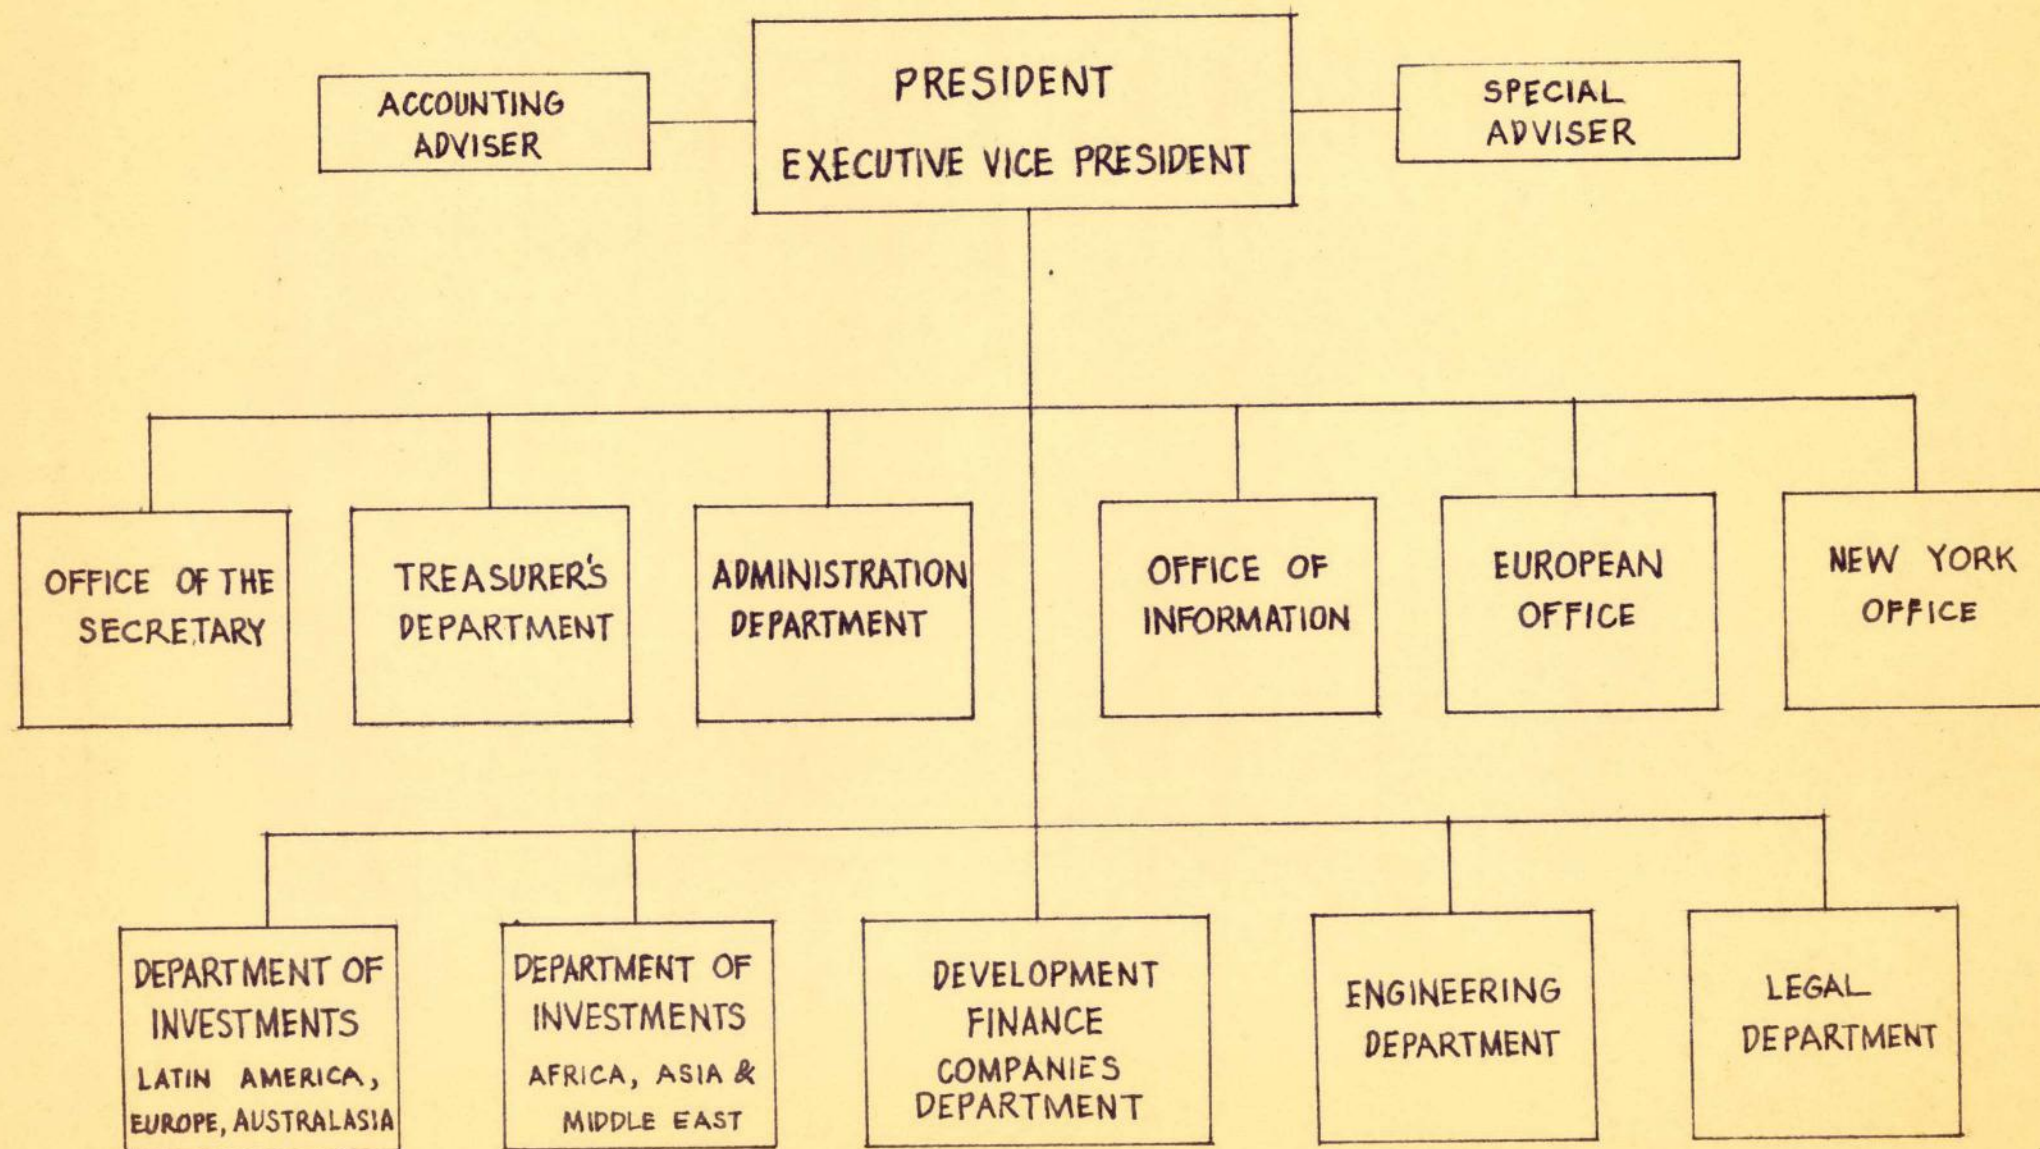 ACCOUNTING
ADVISER
PRESIDENT
EXECUTIVE VICE PRESIDENT
SPECIAL
ADVISER
OFFICE OF THE
SECRETARY
TREASURER'S
DEPARTMENT
ADMINISTRATION
DEPARTMENT
OFFICE OF
INFORMATION
EUROPEAN
OFFICE
NEW YORK
OFFICE
DEPARTMENT OF
INVESTMENTS
LATIN AMERICA,
EUROPE, AUSTRALASIA
DEPARTMENT OF
INVESTMENTS
AFRICA, ASIA &
MIDDLE EAST
DEVELOPMENT
FINANCE
COMPANIES
DEPARTMENT
ENGINEERING
DEPARTMENT
LEGAL
DEPARTMENT